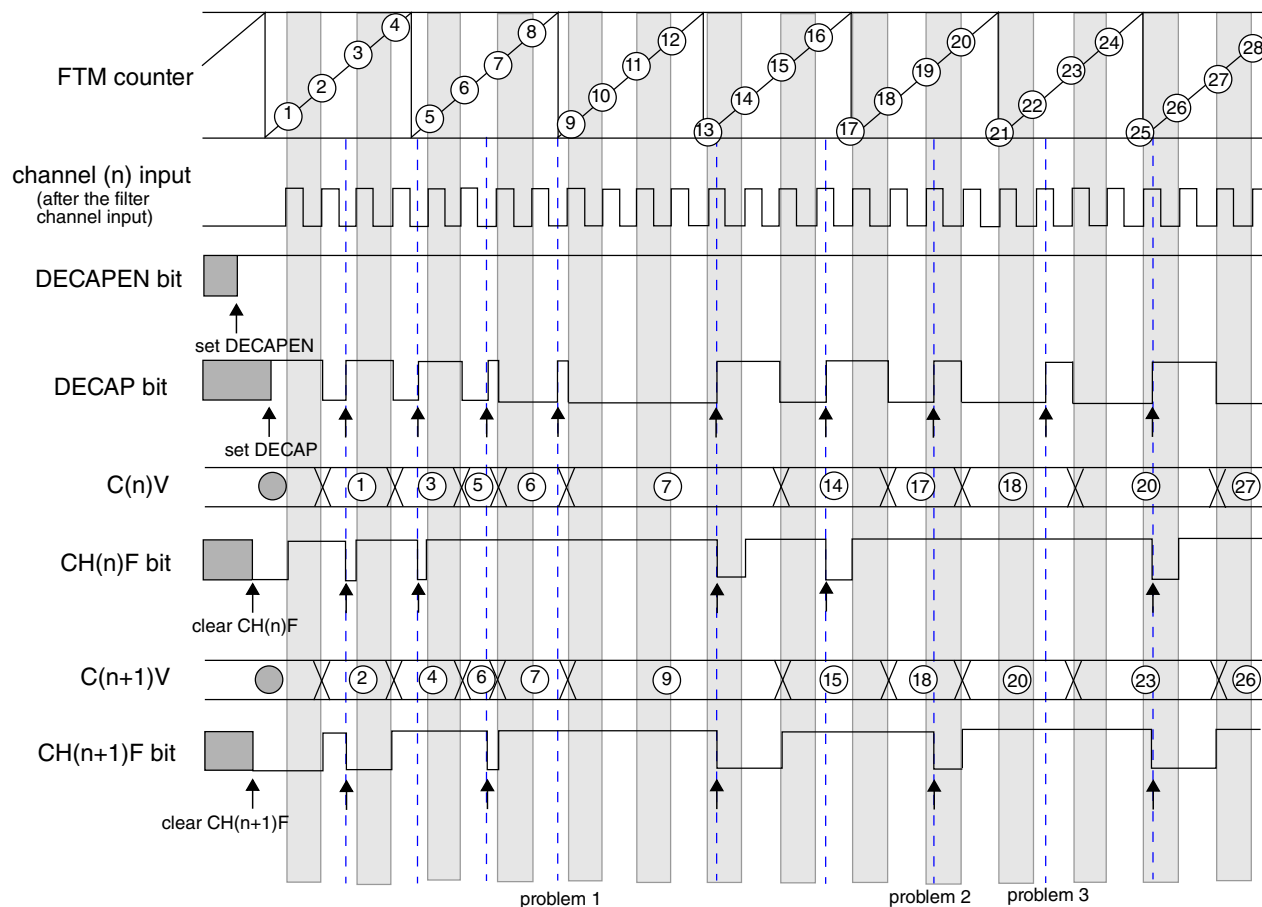 4
8
12
16
20
24
28
3
7
11
15
19
23
27
FTM counter
2
6
10
14
18
22
26
1
5
9
13
17
21
25
channel (n) input
(after the filter
channel input)
DECAPEN bit
set DECAPEN
DECAP bit
set DECAP
C(n)V
1
3
5
6
7
14
17
18
20
27
CH(n)F bit
clear CH(n)F
C(n+1)V
2
4
6
7
9
15
18
20
23
26
CH(n+1)F bit
clear CH(n+1)F
problem 1
problem 2
problem 3